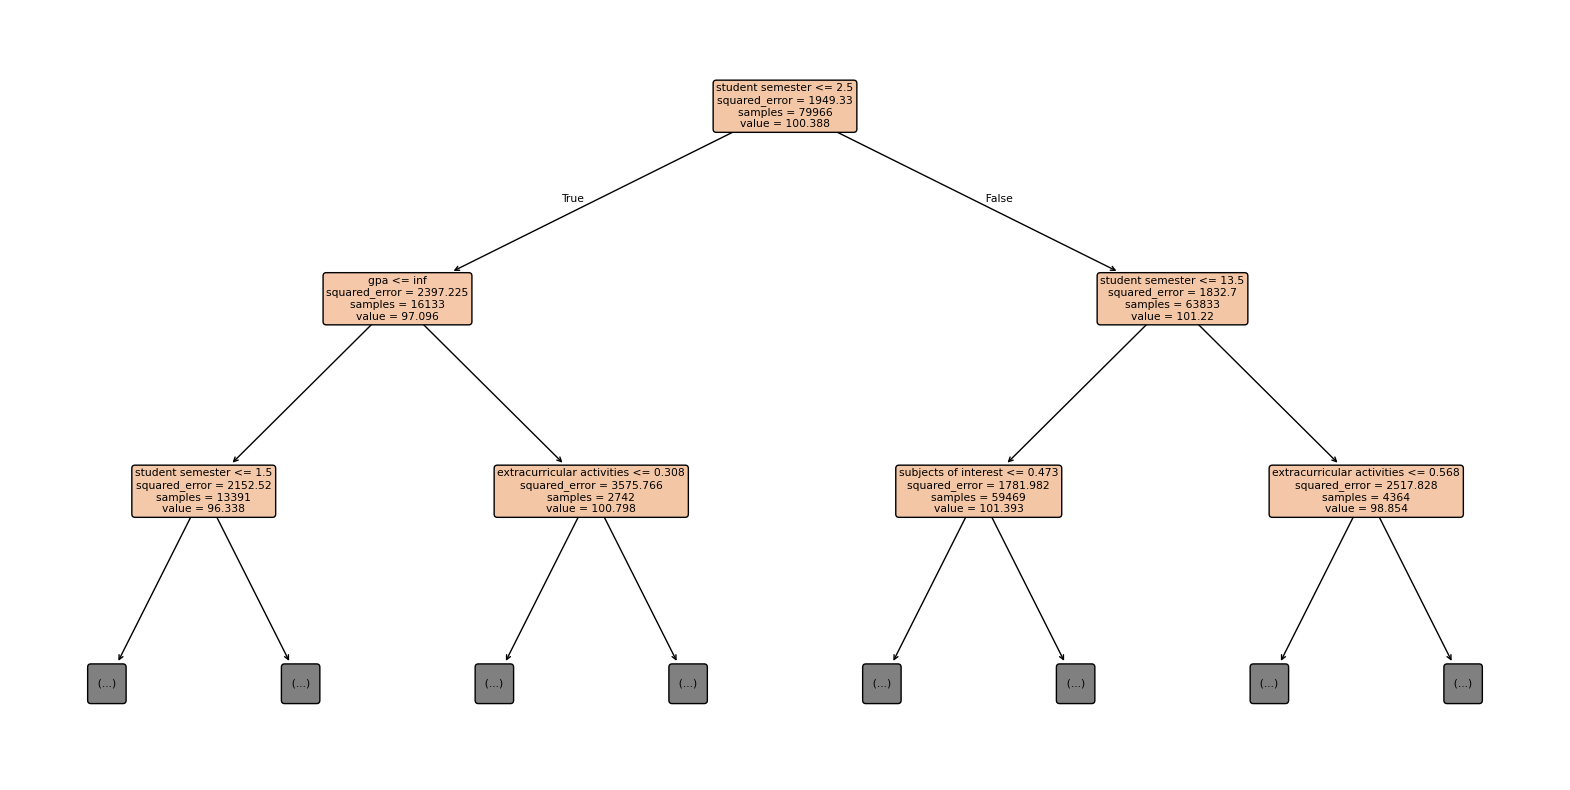 student semester <= 2.5
squared_error = 1949.33
samples = 79966
value = 100.388
True
False
gpa <= inf
squared_error = 2397.225
samples = 16133
value = 97.096
student semester <= 13.5
squared_error = 1832.7
samples = 63833
value = 101.22
student semester <= 1.5
squared_error = 2152.52
samples = 13391
value = 96.338
extracurricular activities <= 0.308
squared_error = 3575.766
samples = 2742
value = 100.798
subjects of interest <= 0.473
squared_error = 1781.982
samples = 59469
value = 101.393
extracurricular activities <= 0.568
squared_error = 2517.828
samples = 4364
value = 98.854
(...)
(...)
(...)
(...)
(...)
(...)
(...)
(...)